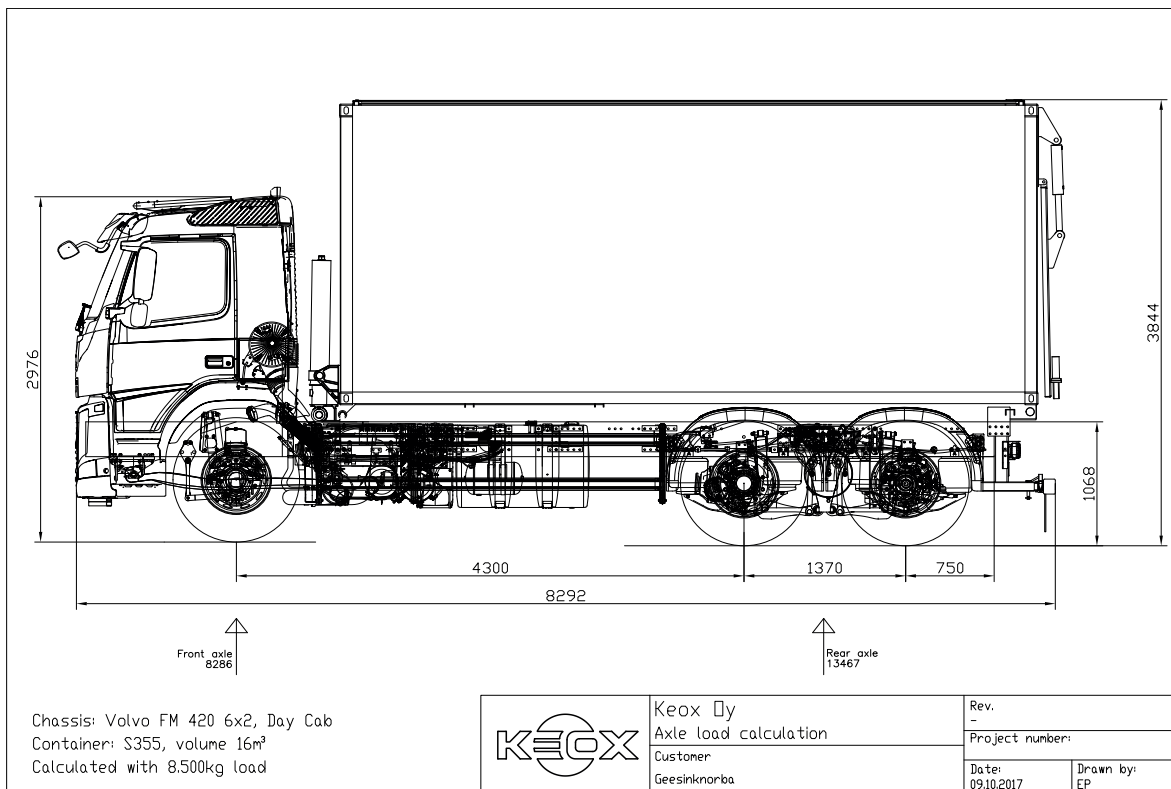 2976
3844
1068
4300
1370
750
8292
Front axle
8286
Rear axle
13467
Chassis: Volvo FM 420 6x2, Day Cab
Container: S355, volume 16m³
Calculated with 8.500kg load
KEOX
Keox Oy
Axle load calculation
Customer
Geesinknorba
Rev.
-
Project number:
Date:
09.10.2017
Drawn by:
EP